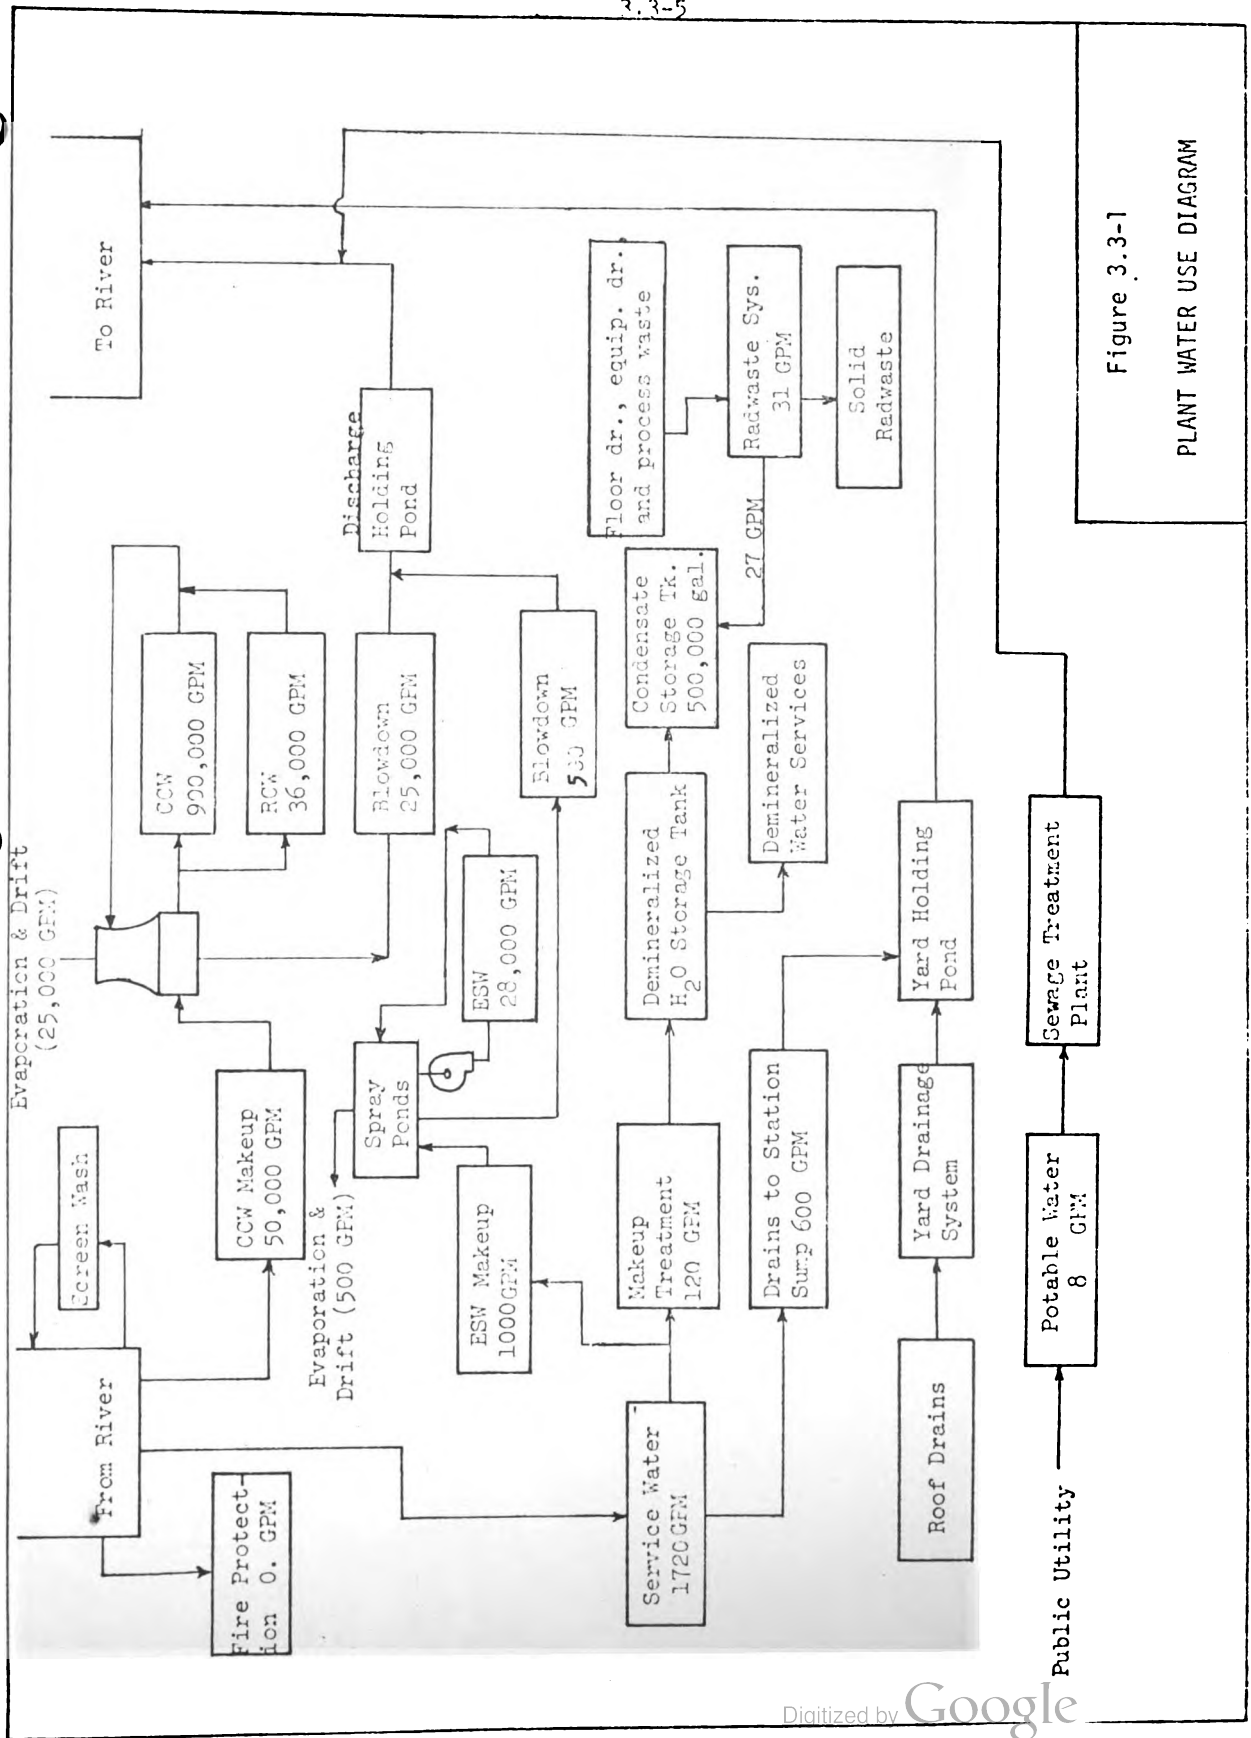 3.3-5
To River
From River
Screen Wash
Fire Protect-
ion 0. GPM
Evaporation & Drift
(25,000 GPM)
CCW Makeup
50,000 GPM
CCW
900,000 GPM
RCW
36,000 GPM
Blowdown
25,000 GPM
Discharge
Holding
Pond
Evaporation &
Drift (500 GPM)
Spray
Ponds
ESW
28,000 GPM
Blowdown
500 GPM
ESW Makeup
1000GPM
Service Water
1720GPM
Makeup
Treatment
120 GPM
Demineralized
H2O Storage Tank
Condensate
Storage Tk.
500,000 gal.
27 GPM
Floor dr., equip. dr.,
and process waste
Radwaste Sys.
31 GPM
Solid
Radwaste
Demineralized
Water Services
Drains to Station
Sump 600 GPM
Roof Drains
Yard Drainage
System
Yard Holding
Pond
Public Utility
Potable Water
8 GPM
Sewage Treatment
Plant
Figure 3.3-1
PLANT WATER USE DIAGRAM
Digitized by Google